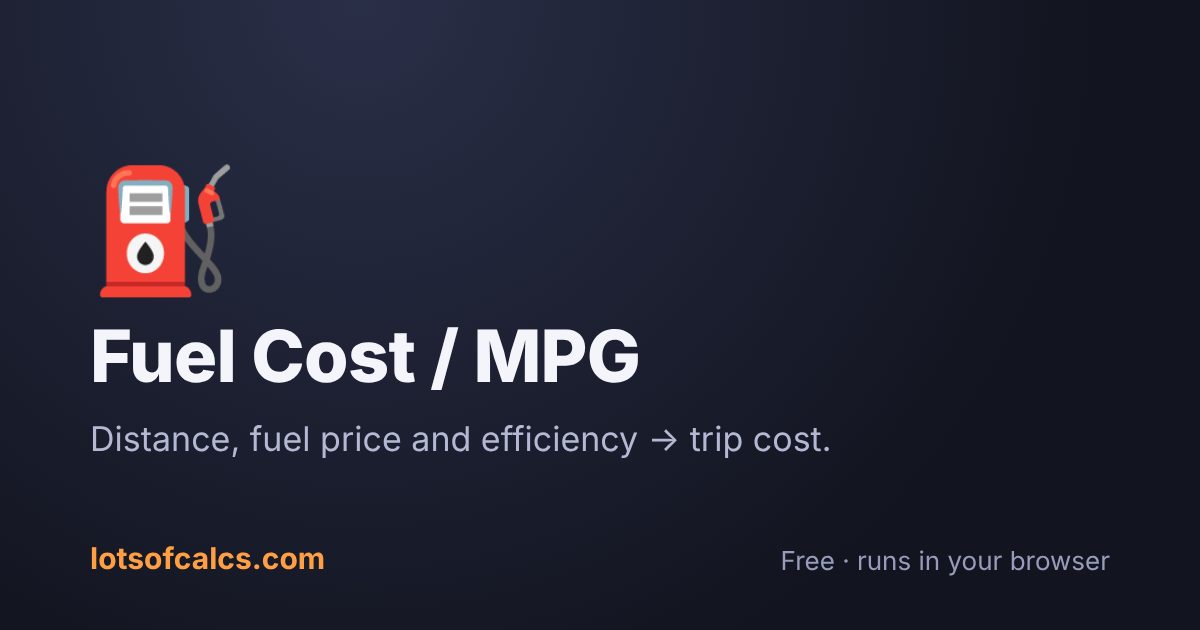 Fuel Cost / MPG
Distance, fuel price and efficiency → trip cost.
lotsofcalcs.com
Free · runs in your browser